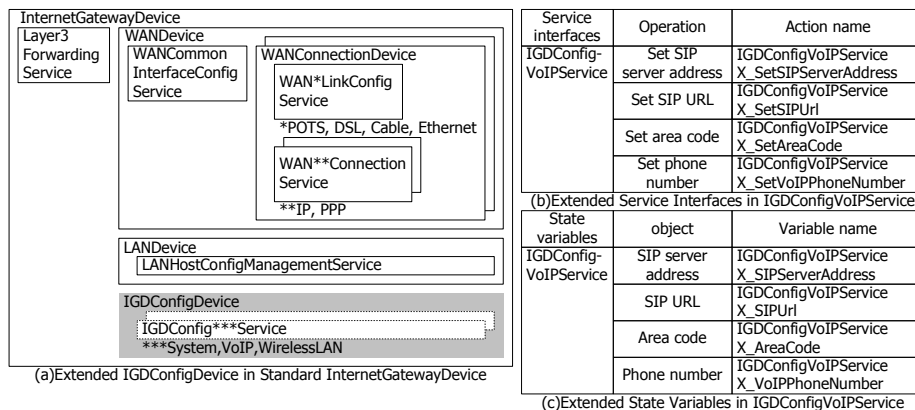 InternetGatewayDevice
Layer3
Forwarding
Service
WANDevice
WANCommon
InterfaceConfig
Service
WANConnectionDevice
WAN*LinkConfig
Service
*POTS, DSL, Cable, Ethernet
WAN**Connection
Service
**IP, PPP
LANDevice
LANHostConfigManagementService
IGDConfigDevice
IGDConfig***Service
***System,VoIP,WirelessLAN
(a)Extended IGDConfigDevice in Standard InternetGatewayDevice
Service
interfaces
Operation
Action name
IGDConfig-
VoIPService
Set SIP
server address
IGDConfigVoIPService
X_SetSIPServerAddress
Set SIP URL
IGDConfigVoIPService
X_SetSIPUrl
Set area code
IGDConfigVoIPService
X_SetAreaCode
Set phone
number
IGDConfigVoIPService
X_SetVoIPPhoneNumber
(b)Extended Service Interfaces in IGDConfigVoIPService
State
variables
object
Variable name
IGDConfig-
VoIPService
SIP server
address
IGDConfigVoIPService
X_SIPServerAddress
SIP URL
IGDConfigVoIPService
X_SIPUrl
Area code
IGDConfigVoIPService
X_AreaCode
Phone number
IGDConfigVoIPService
X_VoIPPhoneNumber
(c)Extended State Variables in IGDConfigVoIPService